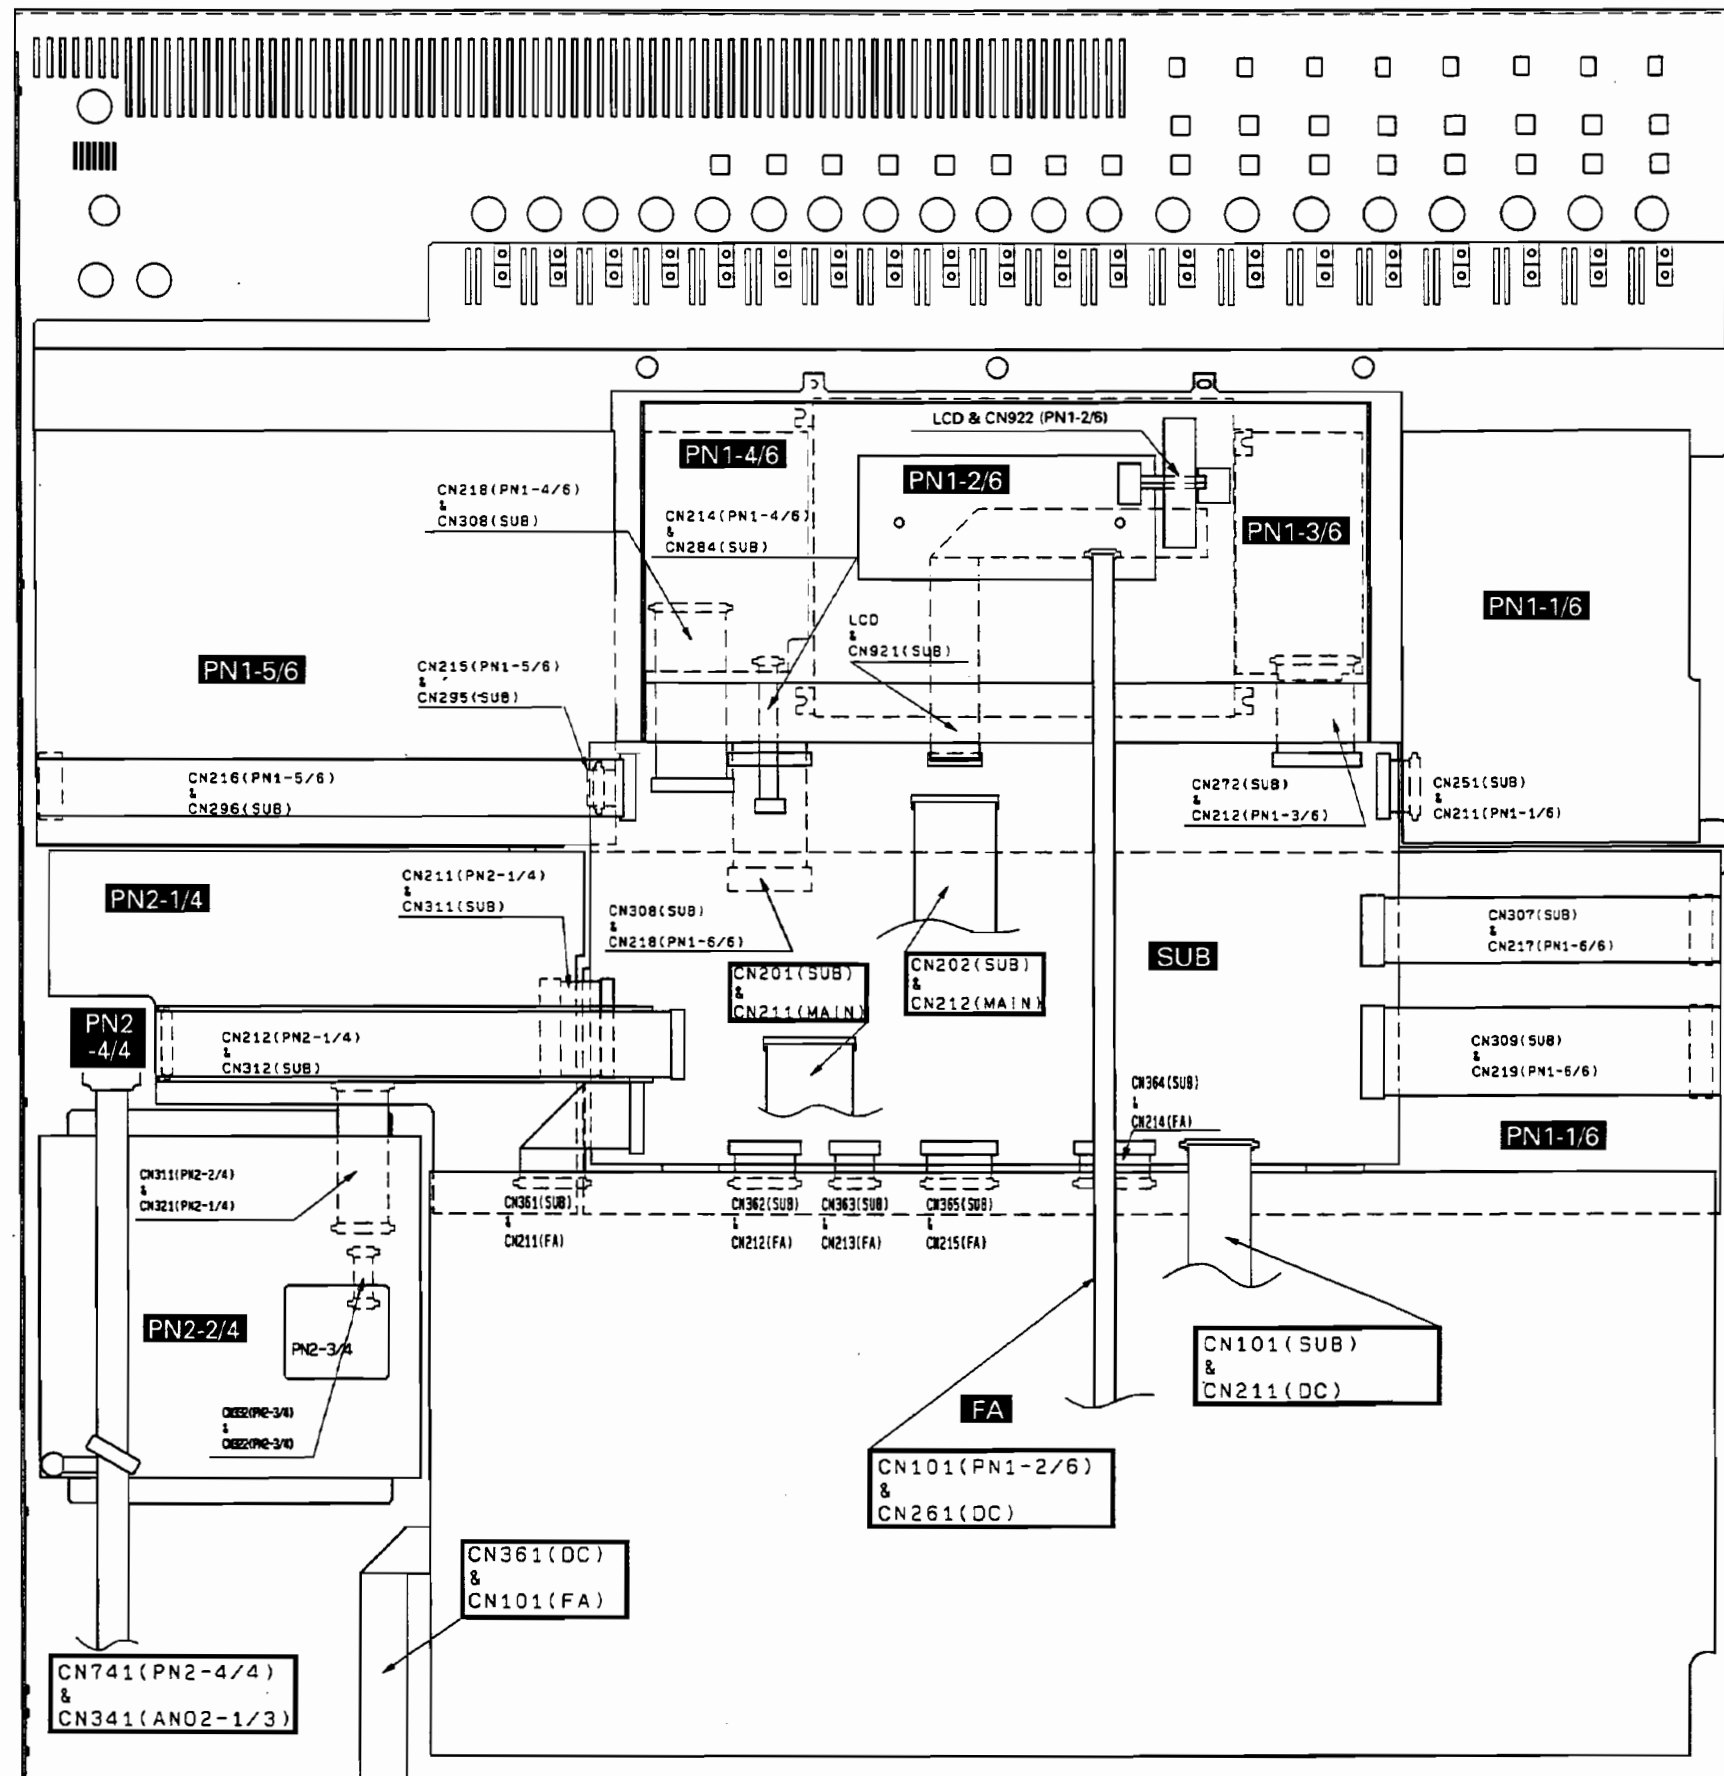 LCD & CN922 (PN1-2/6)
PN1-4/6
PN1-2/6
CN218(PN1-4/6)
&
CN308(SUB)
CN214(PN1-4/6)
&
CN284(SUB)
PN1-3/6
PN1-1/6
LCD
&
CN921(SUB)
PN1-5/6
CN215(PN1-5/6)
&
CN295(SUB)
CN216(PN1-5/6)
&
CN296(SUB)
CN272(SUB)
&
CN212(PN1-3/6)
CN251(SUB)
&
CN211(PN1-1/6)
PN2-1/4
CN211(PN2-1/4)
&
CN311(SUB)
CN308(SUB)
&
CN218(PN1-6/6)
CN201(SUB)
&
CN211(MAIN)
CN202(SUB)
&
CN212(MAIN)
SUB
CN307(SUB)
&
CN217(PN1-6/6)
PN2
-4/4
CN212(PN2-1/4)
&
CN312(SUB)
CN309(SUB)
&
CN219(PN1-6/6)
CN364(SUB)
&
CN214(FA)
PN1-1/6
CN311(PN2-2/4)
&
CN321(PN2-1/4)
CN361(SUB)
&
CN211(FA)
CN362(SUB)
&
CN212(FA)
CN363(SUB)
&
CN213(FA)
CN365(SUB)
&
CN215(FA)
PN2-2/4
PN2-3/4
CN101(SUB)
&
CN211(DC)
FA
CN101(PN1-2/6)
&
CN261(DC)
CN361(DC)
&
CN101(FA)
CN741(PN2-4/4)
&
CN341(AN02-1/3)